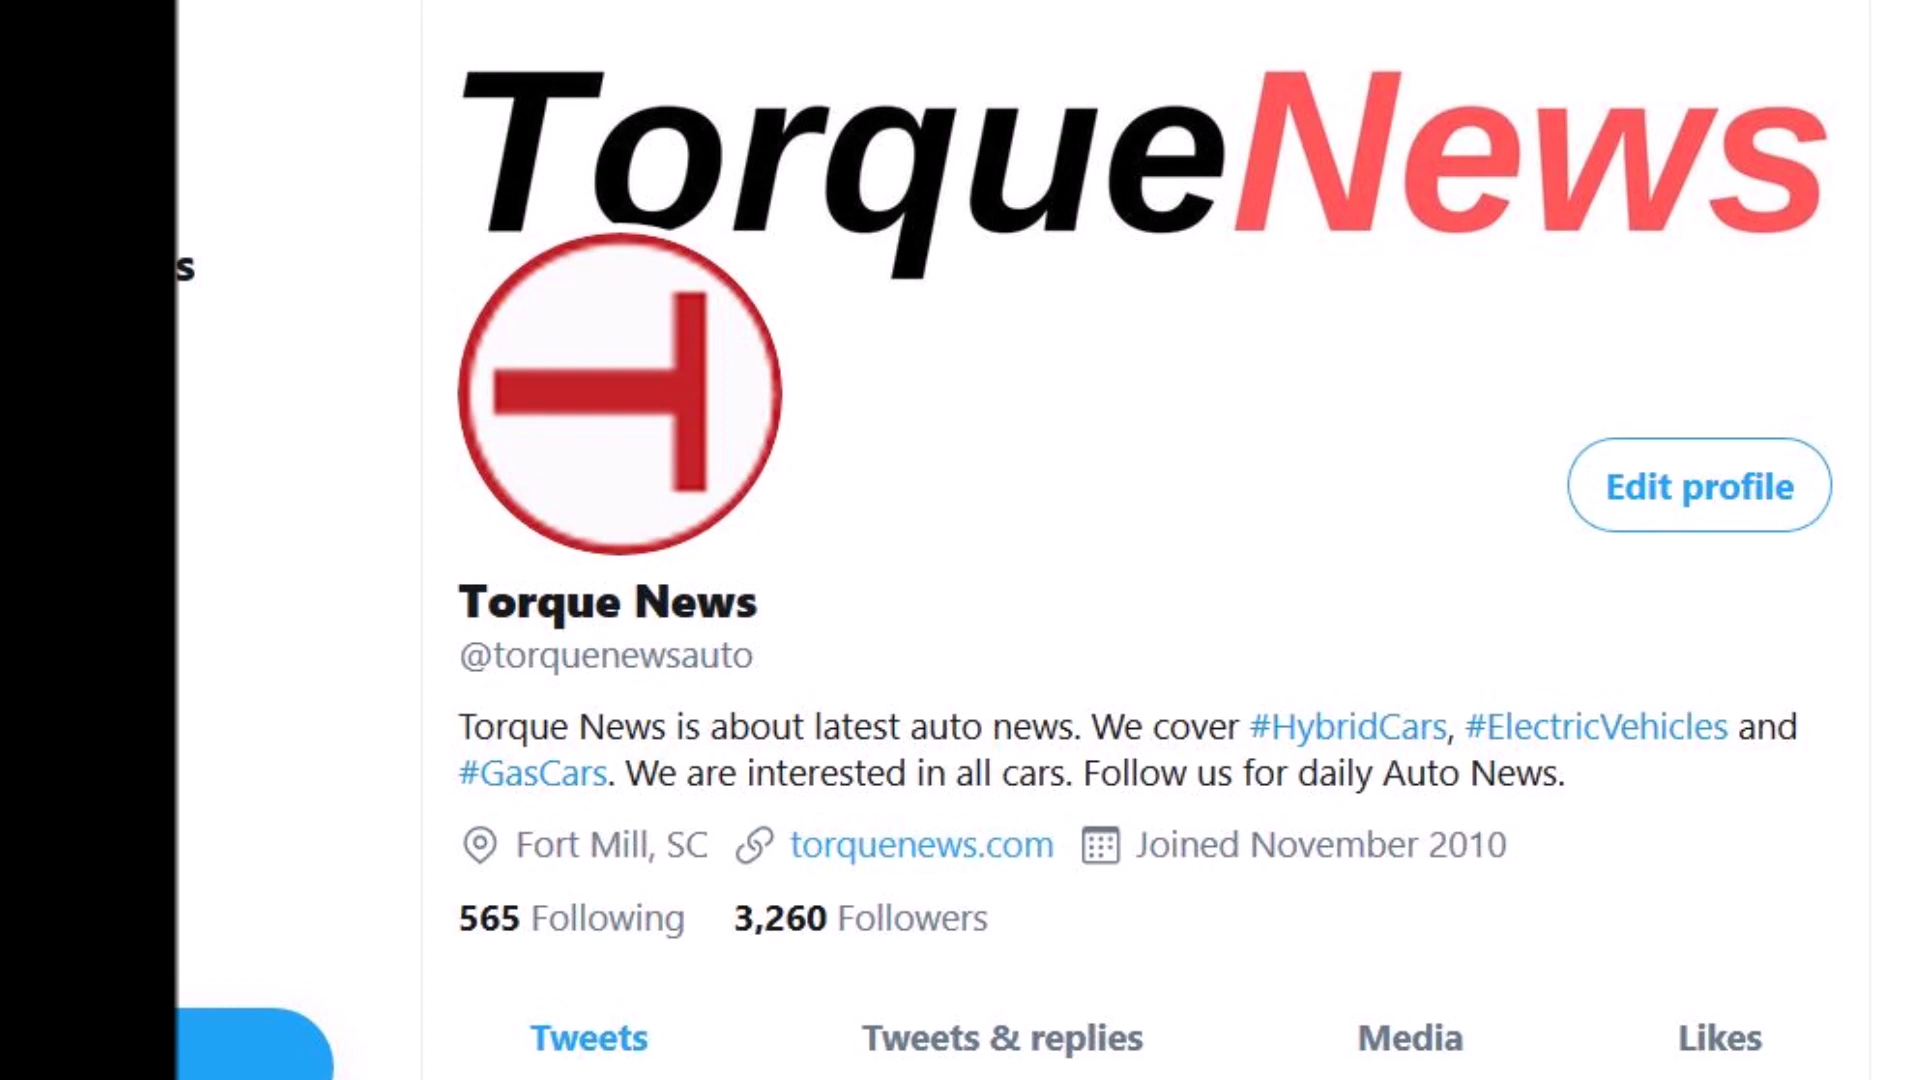 TorqueNews
s
T
Edit profile
Torque News
@torquenewsauto
Torque News is about latest auto news. We cover #HybridCars, #ElectricVehicles and
#GasCars. We are interested in all cars. Follow us for daily Auto News.
Fort Mill, SC torquenews.com Joined November 2010
565 Following 3,260 Followers
Tweets Tweets & replies Media Likes